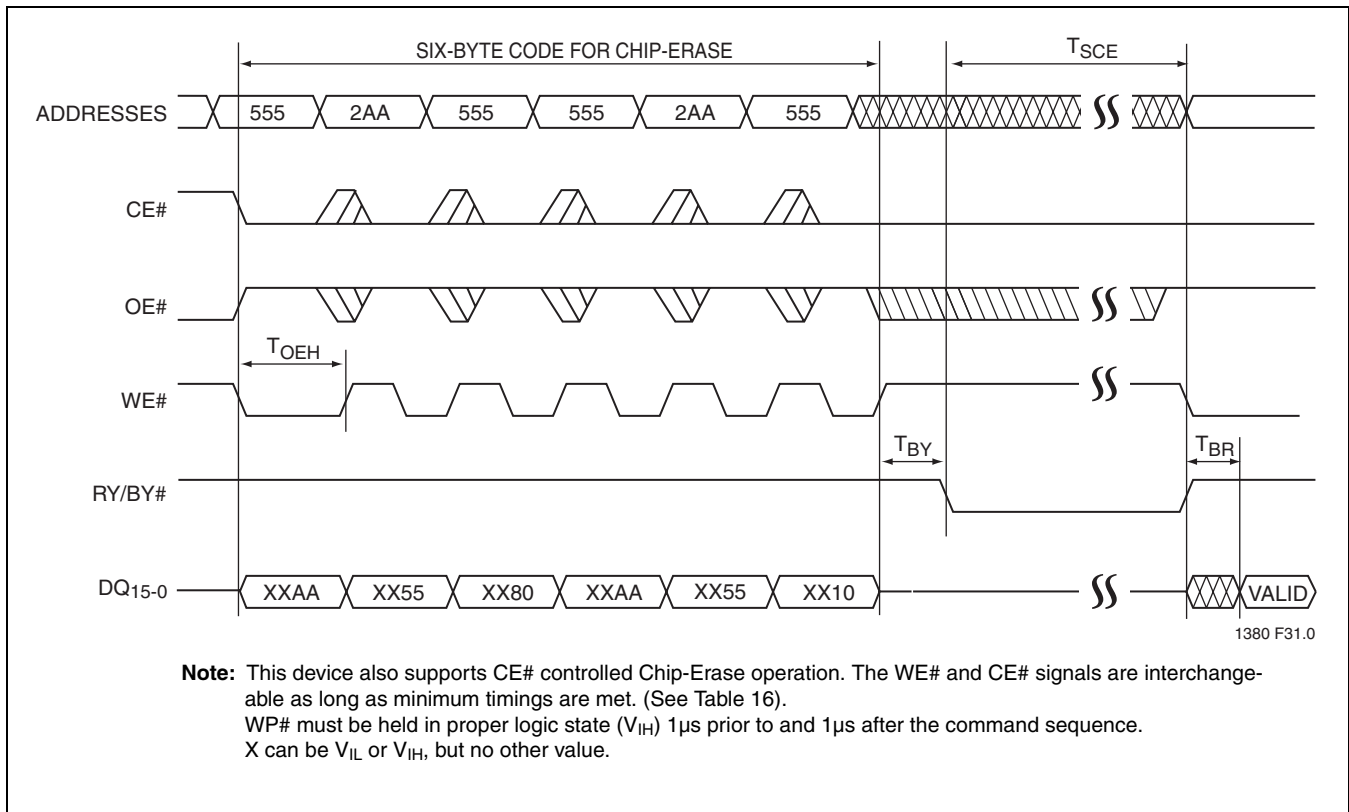 SIX-BYTE CODE FOR CHIP-ERASE
TSCE
ADDRESSES 555 2AA 555 555 2AA 555
CE#
OE#
TOEH
WE#
TBY
TBR
RY/BY#
DQ15-0 XXAA XX55 XX80 XXAA XX55 XX10 VALID
1380 F31.0
Note: This device also supports CE# controlled Chip-Erase operation. The WE# and CE# signals are interchange-
able as long as minimum timings are met. (See Table 16).
WP# must be held in proper logic state (VIH) 1µs prior to and 1µs after the command sequence.
X can be VIL or VIH, but no other value.